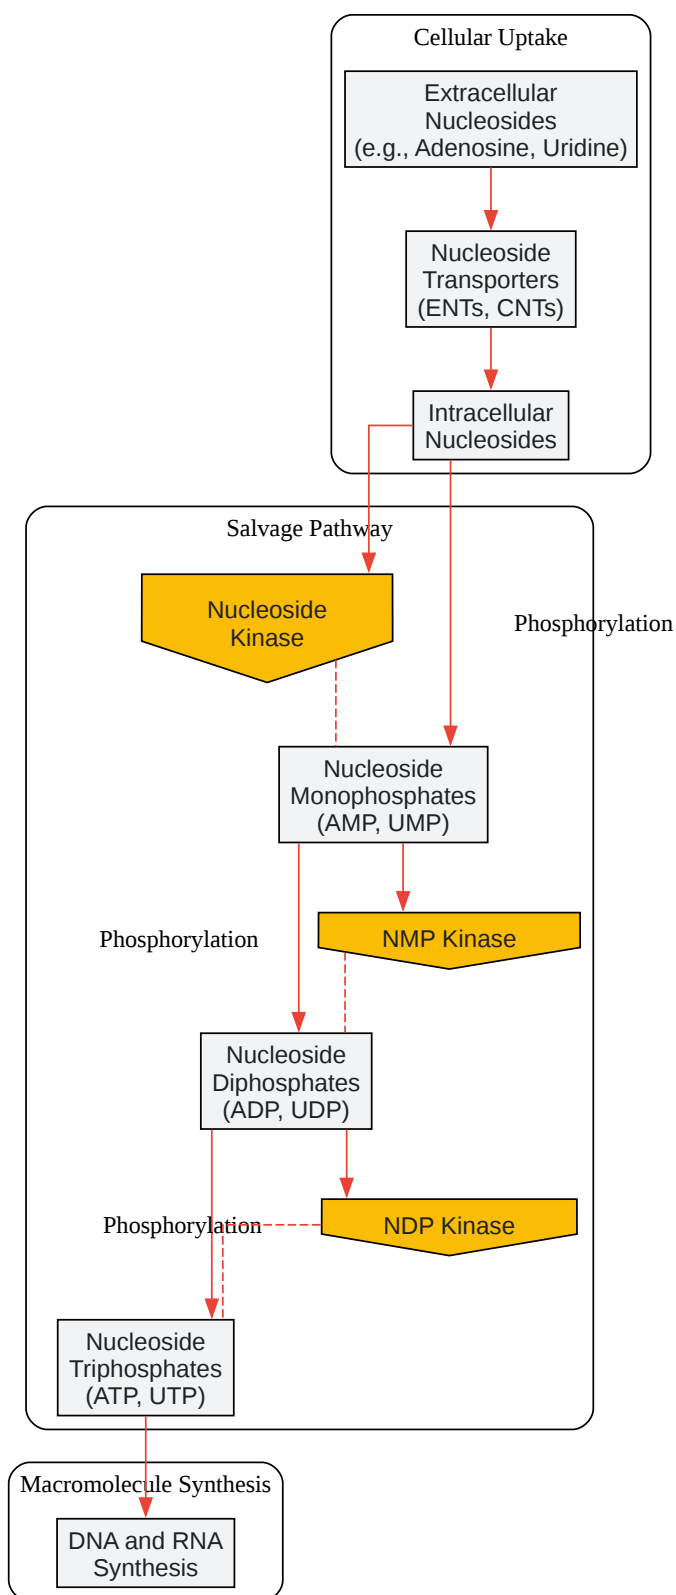 Cellular Uptake
Extracellular
Nucleosides
(e.g., Adenosine, Uridine)
Nucleoside
Transporters
(ENTs, CNTs)
Intracellular
Nucleosides
Salvage Pathway
Nucleoside
Kinase
Phosphorylation
Nucleoside
Monophosphates
(AMP, UMP)
Phosphorylation
NMP Kinase
Nucleoside
Diphosphates
(ADP, UDP)
Phosphorylation
NDP Kinase
Nucleoside
Triphosphates
(ATP, UTP)
Macromolecule Synthesis
DNA and RNA
Synthesis